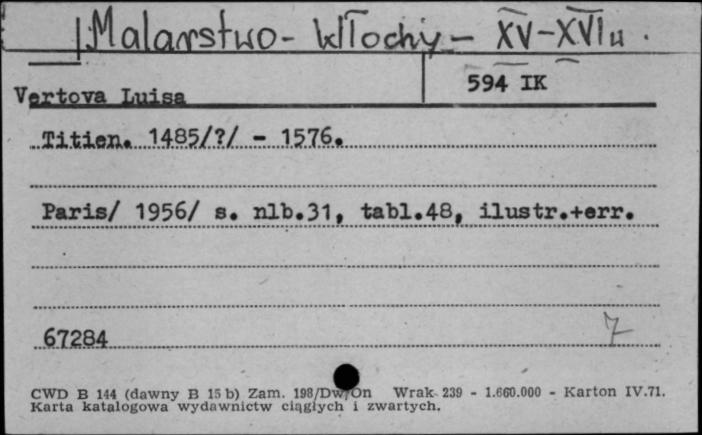 Malarstwo - Włochy - XV-XVI w.
594 IK
Vertova Luisa
Titien. 1485/?/ - 1576.
Paris/ 1956/ s. nlb.31, tabl.48, ilustr.+err.
67284
7
CWD B 144 (dawny B 15 b) Zam. 198/Dw/On Wrak. 239 - 1.660.000 - Karton IV.71.
Karta katalogowa wydawnictw ciągłych i zwartych.